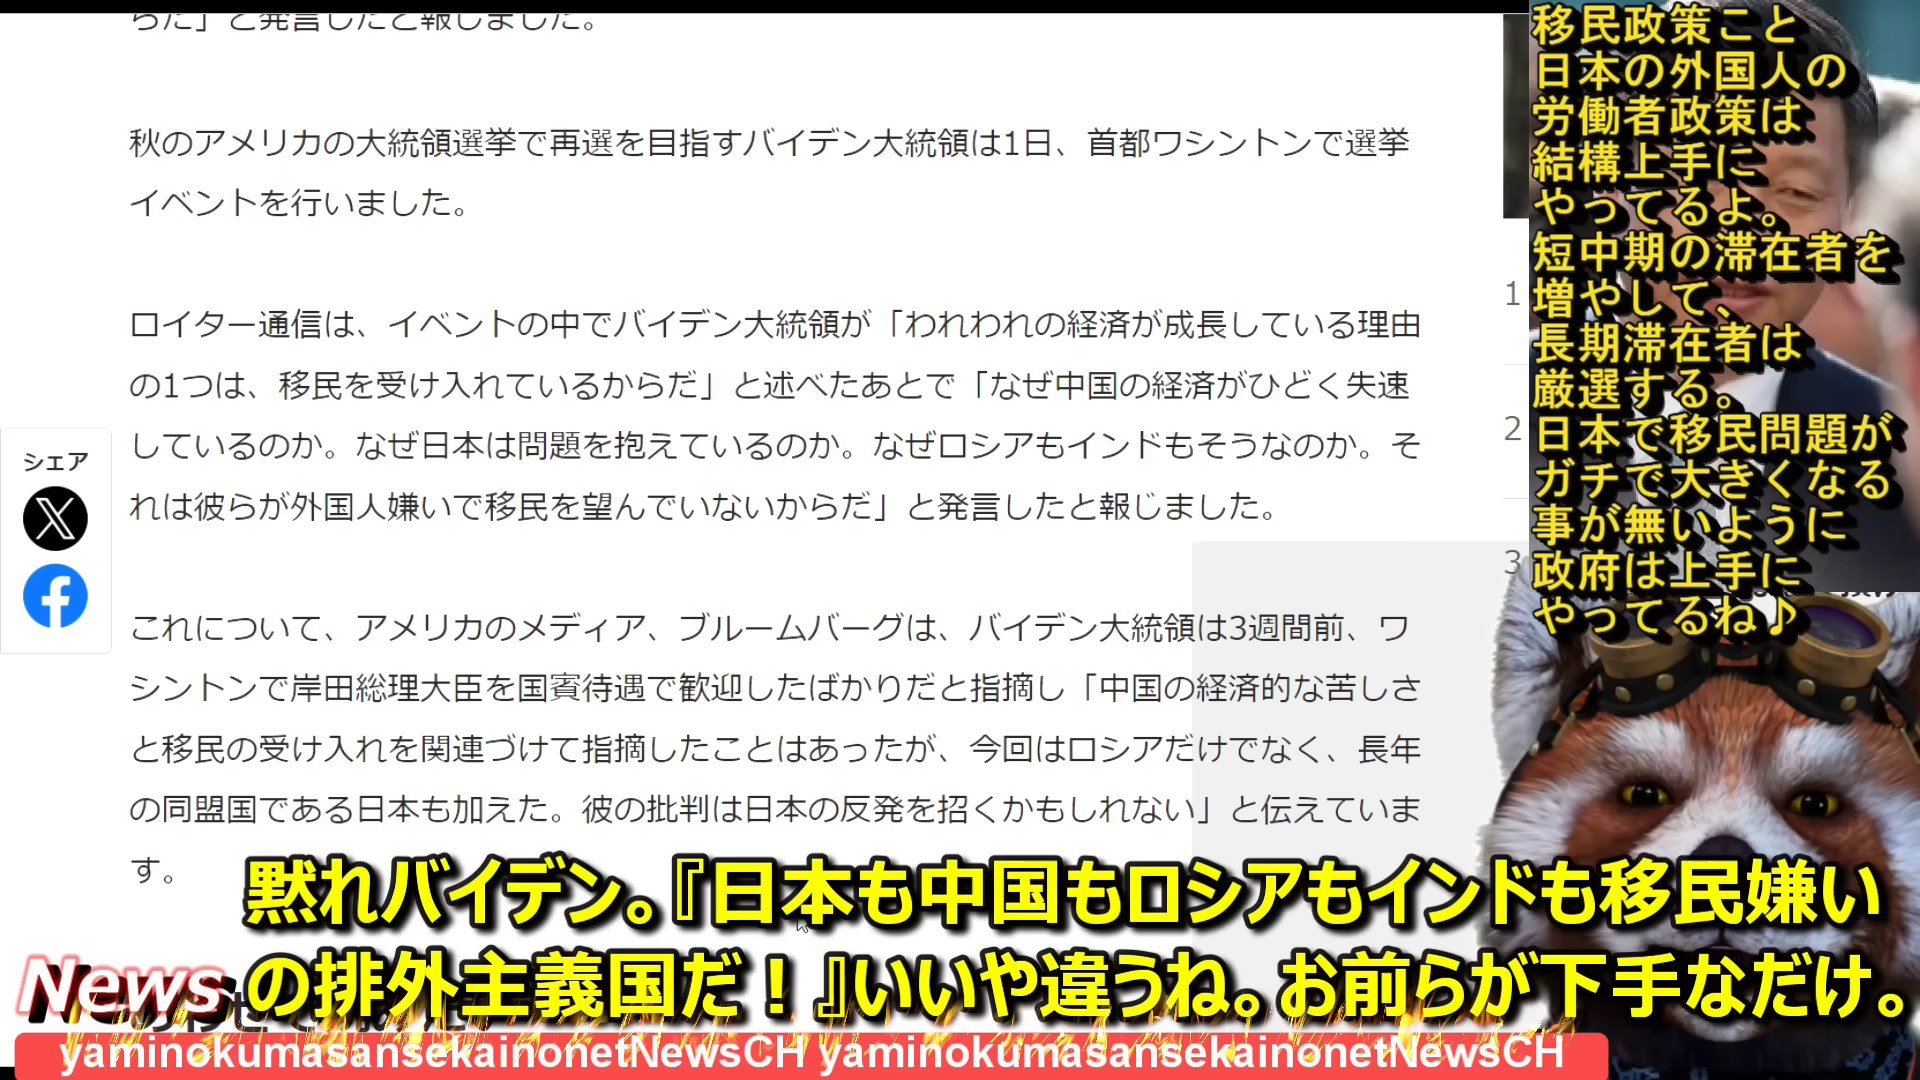 らだ」と発言したと報じました。
秋のアメリカの大統領選挙で再選を目指すバイデン大統領は1日、首都ワシントンで選挙
イベントを行いました。
ロイター通信は、イベントの中でバイデン大統領が「われわれの経済が成長している理由
の1つは、移民を受け入れているからだ」と述べたあとで「なぜ中国の経済がひどく失速
しているのか。なぜ日本は問題を抱えているのか。なぜロシアもインドもそうなのか。そ
れは彼らが外国人嫌いで移民を望んでいないからだ」と発言したと報じました。
これについて、アメリカのメディア、ブルームバーグは、バイデン大統領は3週間前、ワ
シントンで岸田総理大臣を国賓待遇で歓迎したばかりだと指摘し「中国の経済的な苦しさ
と移民の受け入れを関連づけて指摘したことはあったが、今回はロシアだけでなく、長年
の同盟国である日本も加えた。彼の批判は日本の反発を招くかもしれない」と伝えていま
す。
シェア
1
2
3
移民政策こと
日本の外国人の
労働者政策は
結構上手に
やってるよ。
短中期の滞在者を
増やして、
長期滞在者は
厳選する。
日本で移民問題が
ガチで大きくなる
事が無いように
政府は上手に
やってるね♪
黙れバイデン。『日本も中国もロシアもインドも移民嫌い
の排外主義国だ！』いいや違うね。お前らが下手なだけ。
News
yaminokumasansekainonetNewsCH yaminokumasansekainonetNewsCH